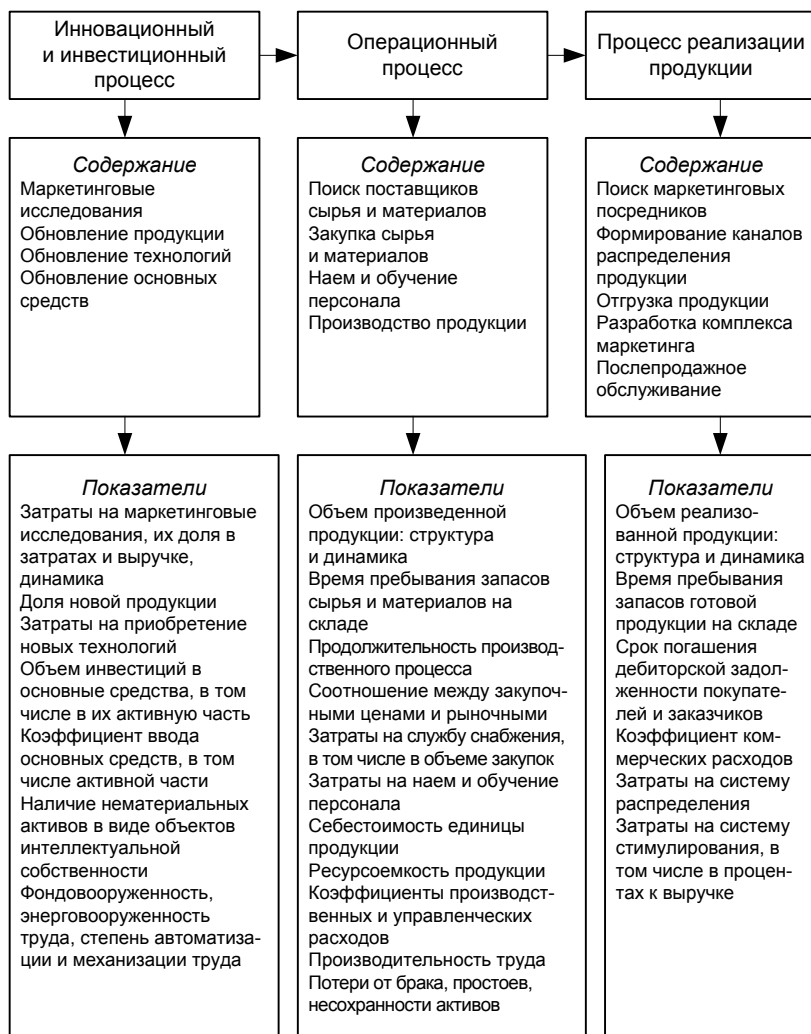 Инновационный
и инвестиционный
процесс
Операционный
процесс
Процесс реализации
продукции
Содержание
Маркетинговые
исследования
Обновление продукции
Обновление технологий
Обновление основных
средств
Содержание
Поиск поставщиков
сырья и материалов
Закупка сырья
и материалов
Наем и обучение
персонала
Производство продукции
Содержание
Поиск маркетинговых
посредников
Формирование каналов
распределения
продукции
Отгрузка продукции
Разработка комплекса
маркетинга
Послепродажное
обслуживание
Показатели
Затраты на маркетинговые
исследования, их доля в
затратах и выручке,
динамика
Доля новой продукции
Затраты на приобретение
новых технологий
Объем инвестиций в
основные средства, в том
числе в их активную часть
Коэффициент ввода
основных средств, в том
числе активной части
Наличие нематериальных
активов в виде объектов
интеллектуальной
собственности
Фондовооруженность,
энерговооруженность
труда, степень автоматиза-
ции и механизации труда
Показатели
Объем произведенной
продукции: структура
и динамика
Время пребывания запасов
сырья и материалов на
складе
Продолжительность производ-
ственного процесса
Соотношение между закупоч-
ными ценами и рыночными
Затраты на службу снабжения,
в том числе в объеме закупок
Затраты на наем и обучение
персонала
Себестоимость единицы
продукции
Ресурсоемкость продукции
Коэффициенты производст-
венных и управленческих
расходов
Производительность труда
Потери от брака, простоев,
несохранности активов
Показатели
Объем реализо-
ванной продукции:
структура и динамика
Время пребывания
запасов готовой
продукции на складе
Срок погашения
дебиторской задол-
женности покупате-
лей и заказчиков
Коэффициент ком-
мерческих расходов
Затраты на систему
распределения
Затраты на систему
стимулирования, в
том числе в процен-
тах к выручке